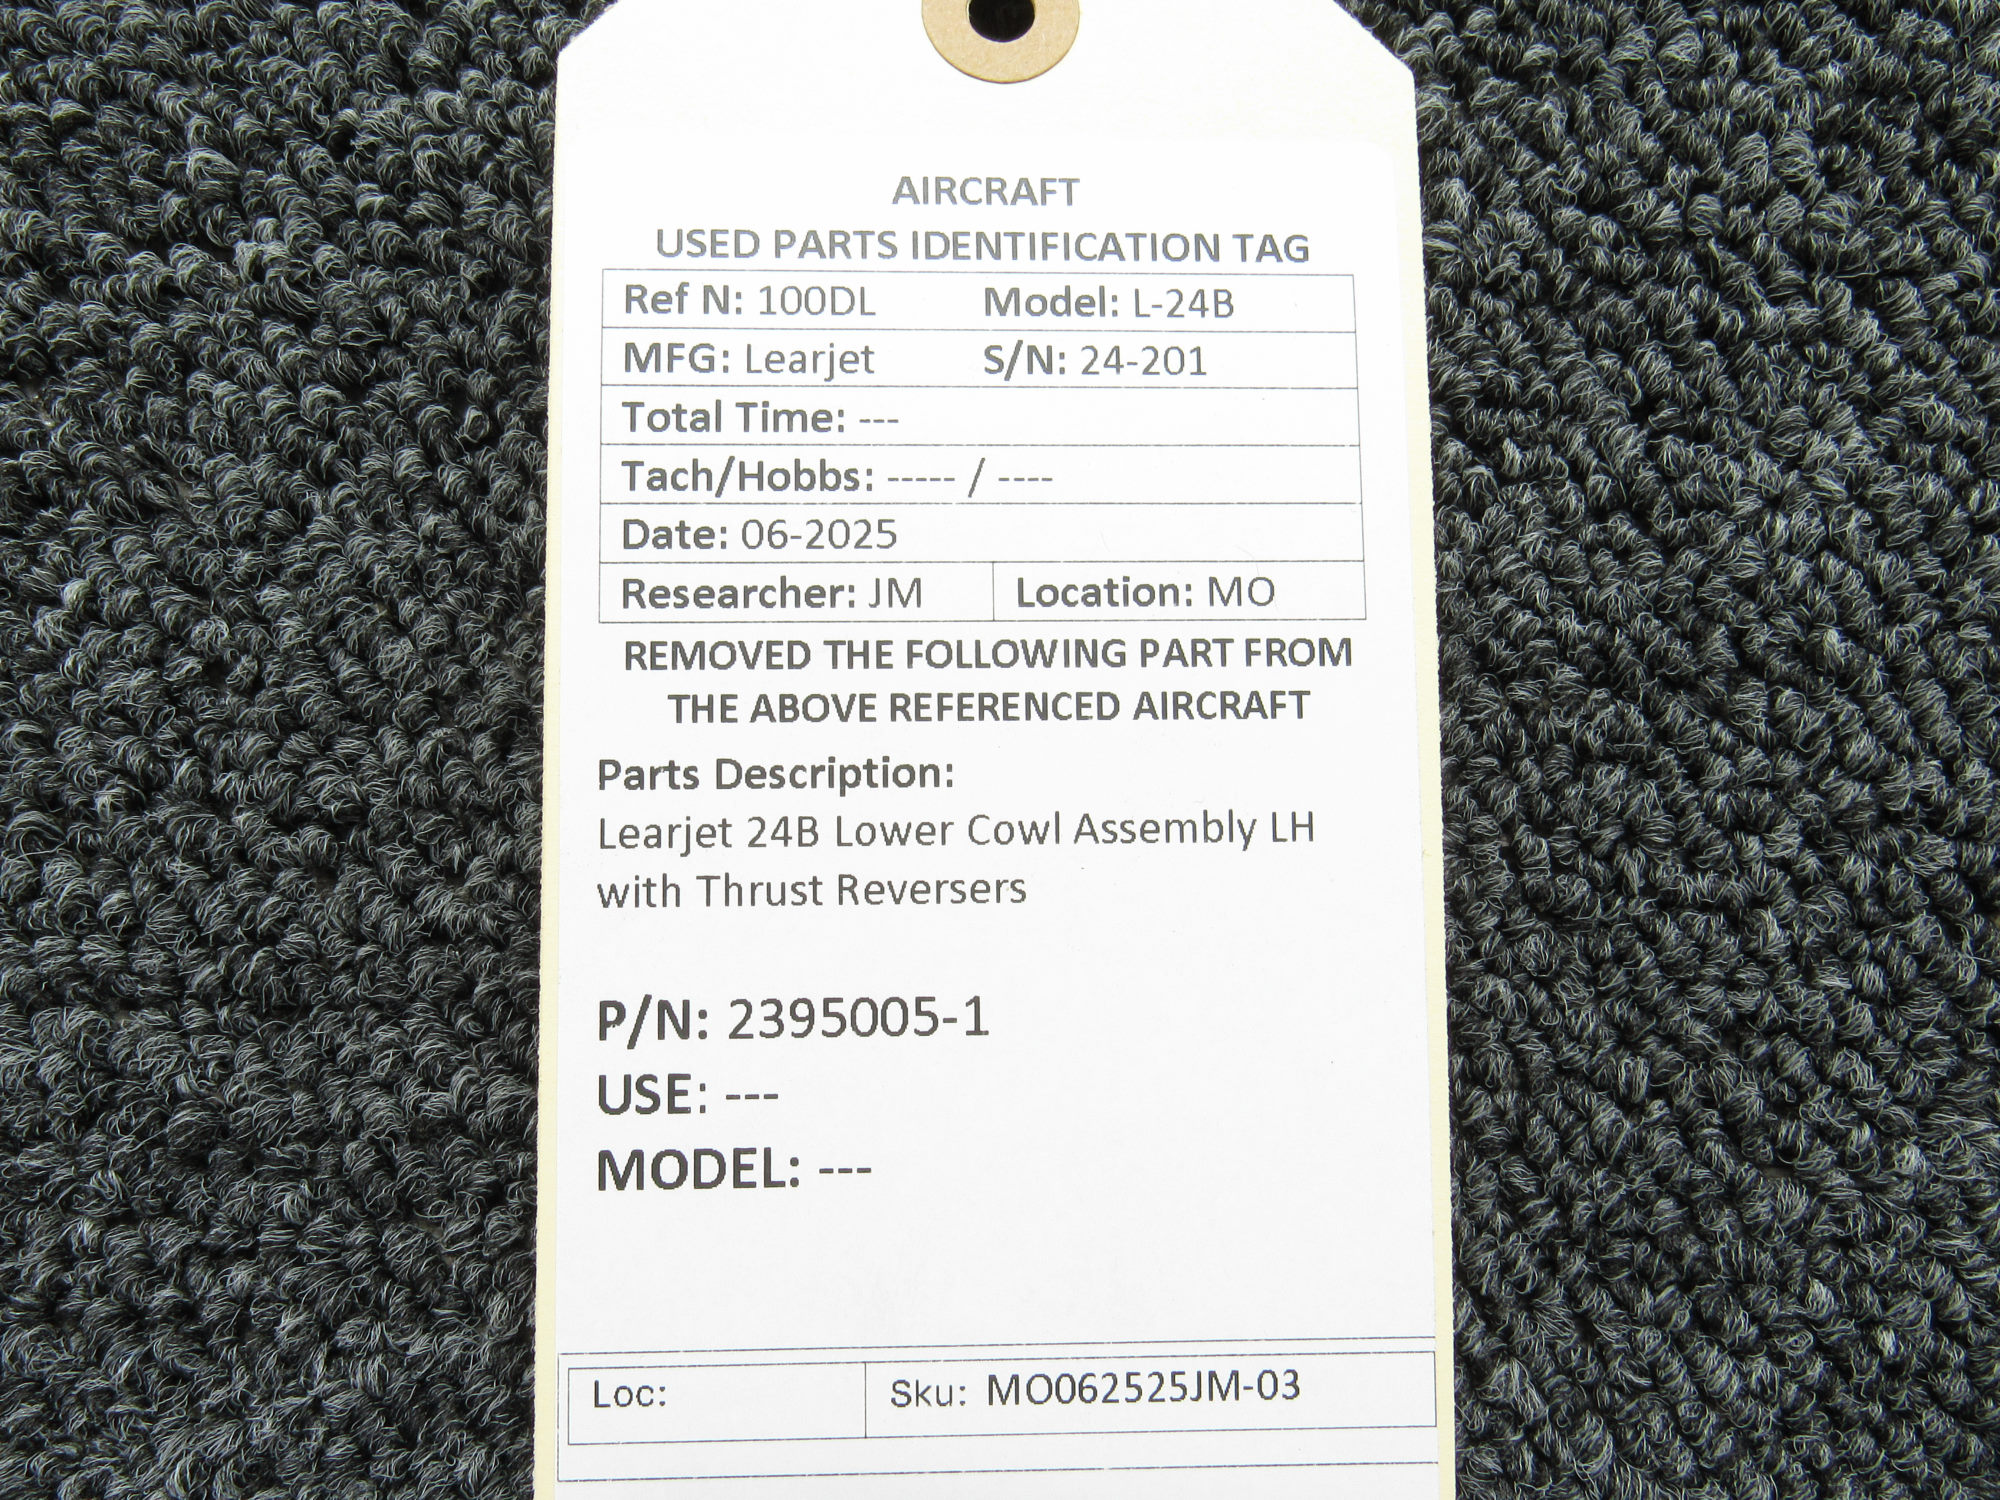 AIRCRAFT
USED PARTS IDENTIFICATION TAG
Ref N: 100DL Model: L-24B
MFG: Learjet S/N: 24-201
Total Time: ---
Tach/Hobbs: ----- / ----
Date: 06-2025
Researcher: JM Location: MO
REMOVED THE FOLLOWING PART FROM
THE ABOVE REFERENCED AIRCRAFT
Parts Description:
Learjet 24B Lower Cowl Assembly LH
with Thrust Reversers
P/N: 2395005-1
USE: ---
MODEL: ---
Loc: Sku: MO062525JM-03